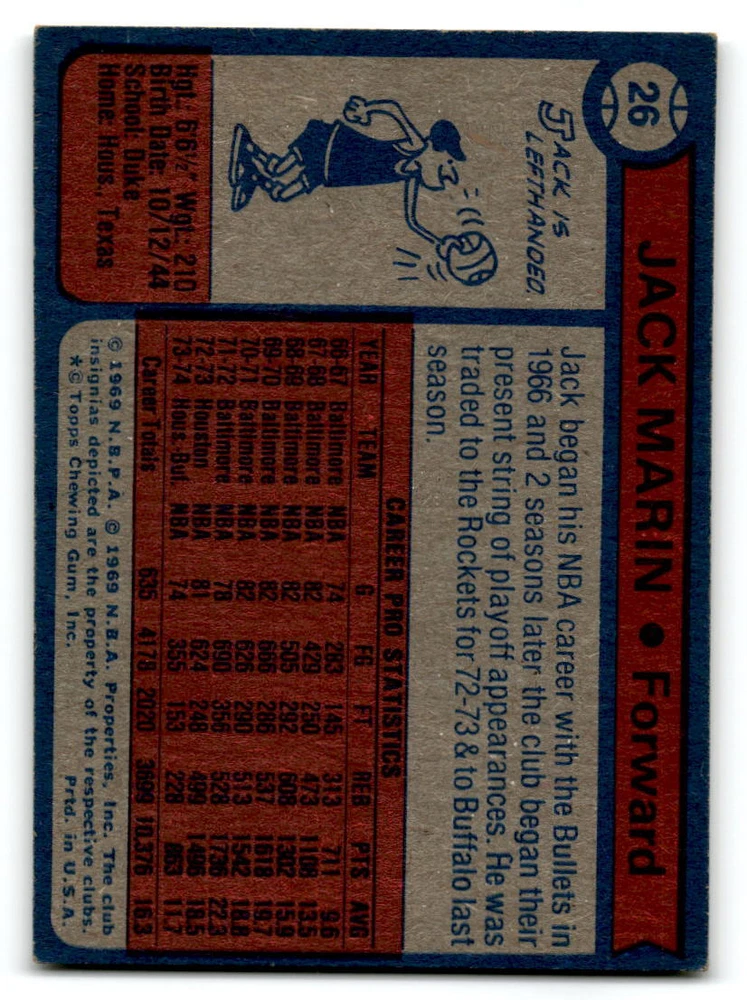 26
JACK MARIN • Forward
JACK IS
LEFTHANDED
Hgt.: 6'6½" Wgt.: 210
Birth Date: 10/12/44
School: Duke
Home: Hous., Texas
Jack began his NBA career with the Bullets in
1966 and 2 seasons later the club began their
present string of playoff appearances. He was
traded to the Rockets for 72-73 & to Buffalo last
season.
CAREER PRO STATISTICS
YEAR TEAM G FG FT REB PTS AVG
66-67 Baltimore NBA 74 283 145 313 711 9.6
67-68 Baltimore NBA 82 429 250 473 1108 13.5
68-69 Baltimore NBA 82 505 292 608 1302 15.9
69-70 Baltimore NBA 82 666 286 537 1618 19.7
70-71 Baltimore NBA 82 626 290 513 1542 18.8
71-72 Baltimore NBA 78 690 356 528 1736 22.3
72-73 Houston NBA 81 624 248 499 1496 18.5
73-74 Hous.-Buf. NBA 74 355 153 228 863 11.7
Career Totals 635 4178 2020 3699 10,376 16.3
© 1969 N.B.P.A. © 1969 N.B.A. Properties, Inc. The club
insignias depicted are the property of the respective clubs.
★© Topps Chewing Gum, Inc. Prtd. in U.S.A